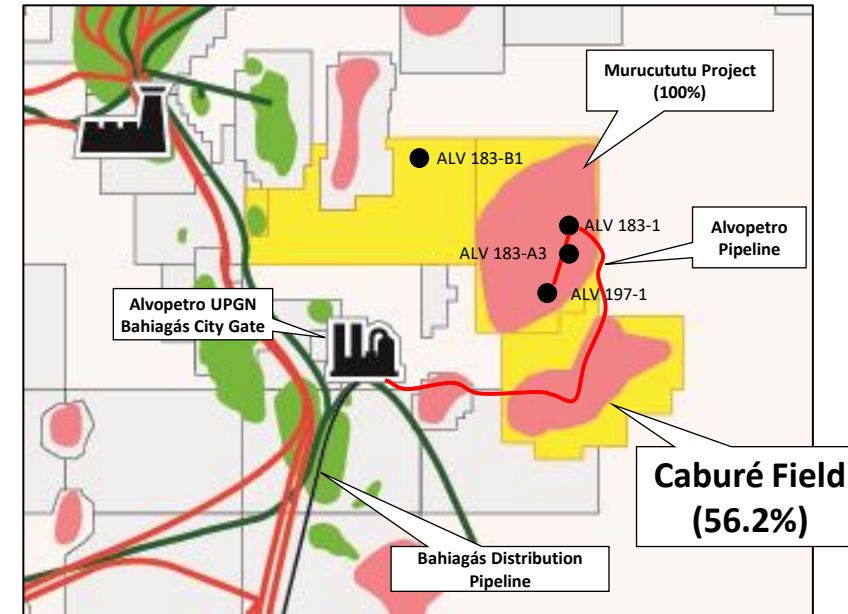 Murucututu Project
(100%)
ALV 183-B1
ALV 183-1
Alvopetro
Pipeline
ALV 183-A3
ALV 197-1
Alvopetro UPGN
Bahiagás City Gate
Caburé Field
(56.2%)
Bahiagás Distribution
Pipeline